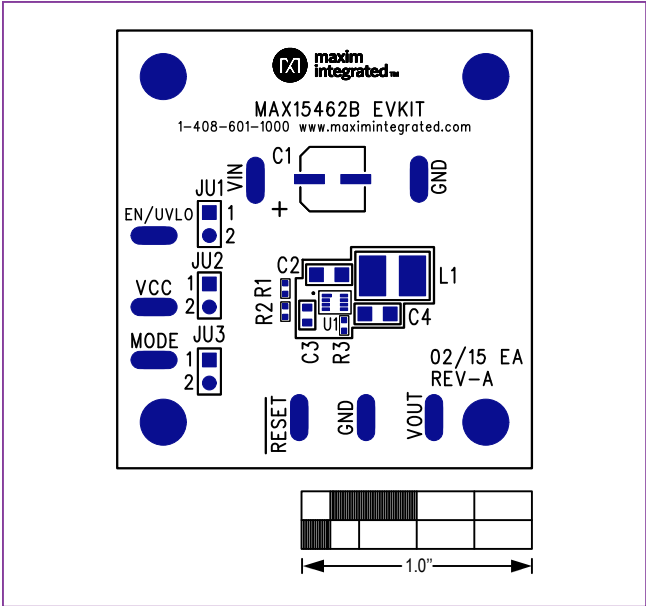 maxim
integrated™
MAX15462B EVKIT
1-408-601-1000 www.maximintegrated.com
C1
VIN
GND
+
JU1
EN/UVLO
1
2
JU2
VCC
1
2
MODE
JU3
1
2
C2
L1
R1
R2
U1
C4
C3
R3
02/15 EA
REV-A
RESET
GND
VOUT
1.0”